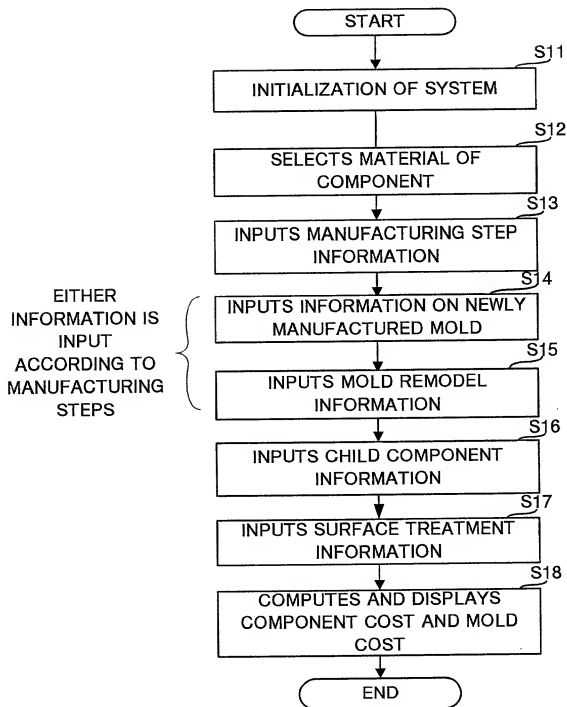 START
S11
INITIALIZATION OF SYSTEM
S12
SELECTS MATERIAL OF
COMPONENT
S13
INPUTS MANUFACTURING STEP
INFORMATION
S14
EITHER
INFORMATION IS
INPUT
ACCORDING TO
MANUFACTURING
STEPS
INPUTS INFORMATION ON NEWLY
MANUFACTURED MOLD
S15
INPUTS MOLD REMODEL
INFORMATION
S16
INPUTS CHILD COMPONENT
INFORMATION
S17
INPUTS SURFACE TREATMENT
INFORMATION
S18
COMPUTES AND DISPLAYS
COMPONENT COST AND MOLD
COST
END